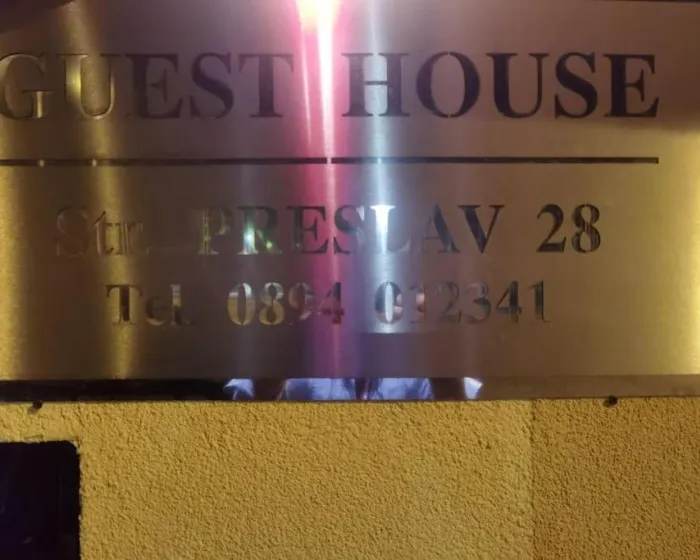 GUEST HOUSE
Str. PRESLAV 28
Tel. 0894 012341